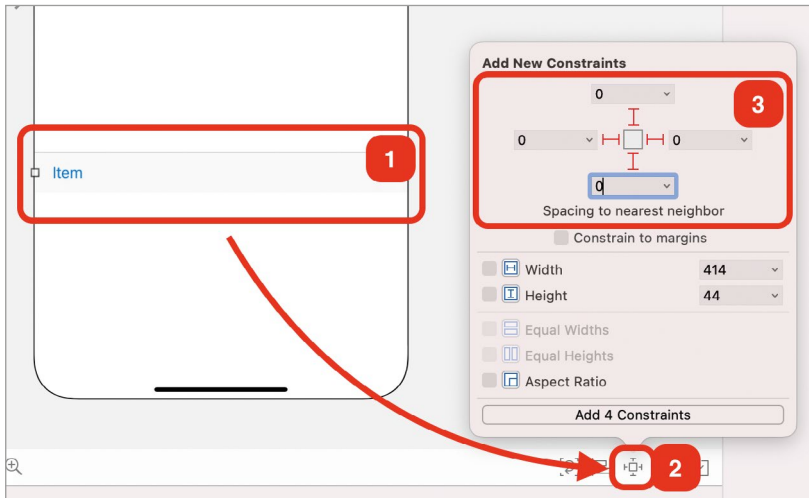 Add New Constraints
0
3
0
0
1
Item
0
Spacing to nearest neighbor
Constrain to margins
Width
414
Height
44
Equal Widths
Equal Heights
Aspect Ratio
Add 4 Constraints
2